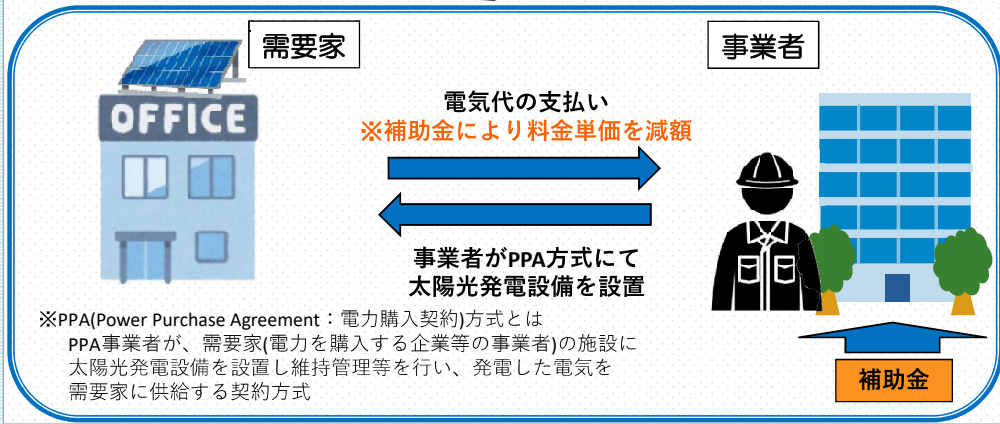 需要家
事業者
OFFICE
電気代の支払い
※補助金により料金単価を減額
事業者がPPA方式にて
太陽光発電設備を設置
※PPA(Power Purchase Agreement：電力購入契約)方式とは
PPA事業者が、需要家(電力を購入する企業等の事業者)の施設に
太陽光発電設備を設置し維持管理等を行い、発電した電気を
需要家に供給する契約方式
補助金